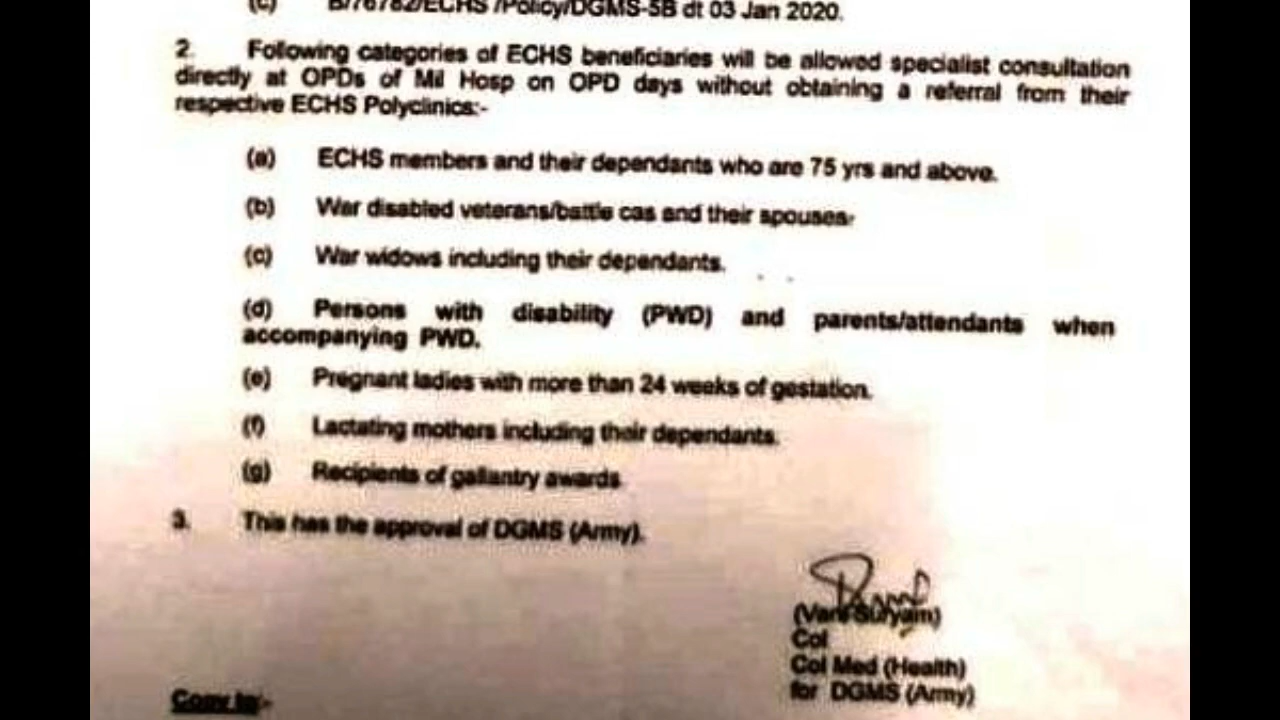 (c) B/76782/ECHS /Policy/DGMS-5B dt 03 Jan 2020.
2. Following categories of ECHS beneficiaries will be allowed specialist consultation
directly at OPDs of Mil Hosp on OPD days without obtaining a referral from their
respective ECHS Polyclinics:-
(a) ECHS members and their dependants who are 75 yrs and above.
(b) War disabled veterans/battle cas and their spouses.
(c) War widows including their dependants.
(d) Persons with disability (PWD) and parents/attendants when
accompanying PWD.
(e) Pregnant ladies with more than 24 weeks of gestation.
(f) Lactating mothers including their dependants.
(g) Recipients of gallantry awards
3. This has the approval of DGMS (Army).
(Vani Suryam)
Col
Col Med (Health)
for DGMS (Army)
Copy to:-